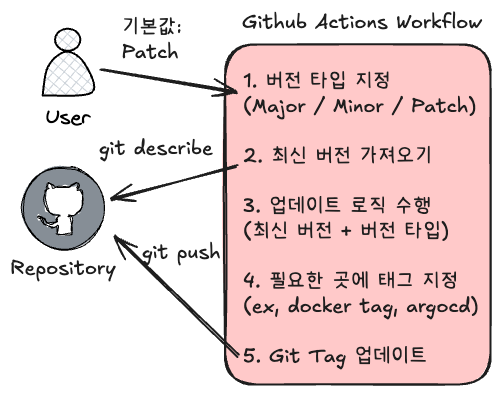 Github Actions Workflow
기본값:
Patch
User
1. 버전 타입 지정
(Major / Minor / Patch)
git describe
2. 최신 버전 가져오기
3. 업데이트 로직 수행
(최신 버전 + 버전 타입)
Repository
git push
4. 필요한 곳에 태그 지정
(ex, docker tag, argocd)
5. Git Tag 업데이트